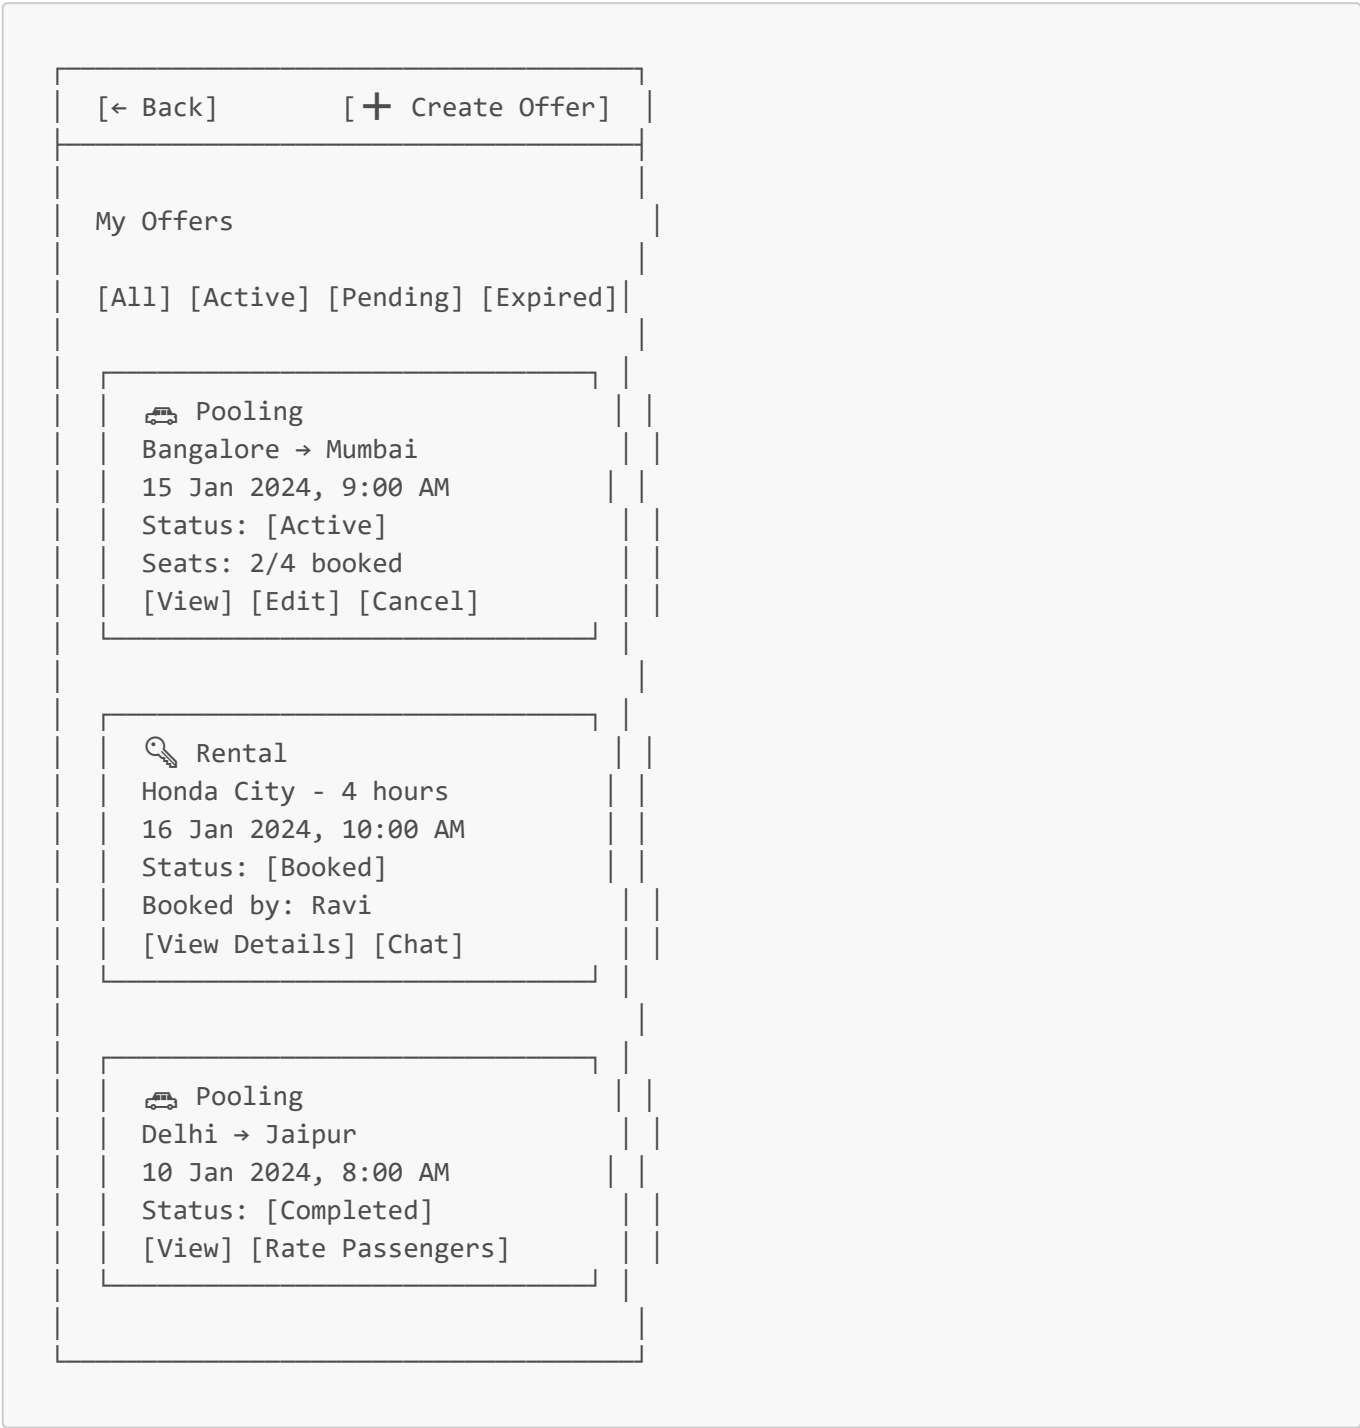 [← Back] [➕ Create Offer]
My Offers
[All] [Active] [Pending] [Expired]
🚗 Pooling
Bangalore → Mumbai
15 Jan 2024, 9:00 AM
Status: [Active]
Seats: 2/4 booked
[View] [Edit] [Cancel]
🔑 Rental
Honda City - 4 hours
16 Jan 2024, 10:00 AM
Status: [Booked]
Booked by: Ravi
[View Details] [Chat]
🚗 Pooling
Delhi → Jaipur
10 Jan 2024, 8:00 AM
Status: [Completed]
[View] [Rate Passengers]